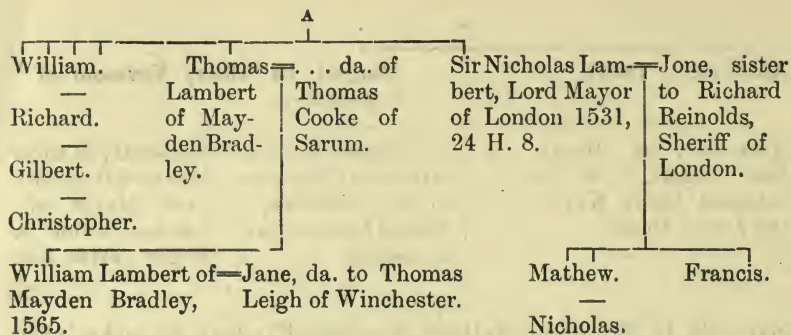 A
William.
—
Richard.
—
Gilbert.
—
Christopher.
Thomas
Lambert
of May-
den Brad-
ley.
. . . da. of
Thomas
Cooke of
Sarum.
Sir Nicholas Lam-
bert, Lord Mayor
of London 1531,
24 H. 8.
Jone, sister
to Richard
Reinolds,
Sheriff of
London.
William Lambert of
Mayden Bradley,
1565.
Jane, da. to Thomas
Leigh of Winchester.
Mathew.
—
Nicholas.
Francis.